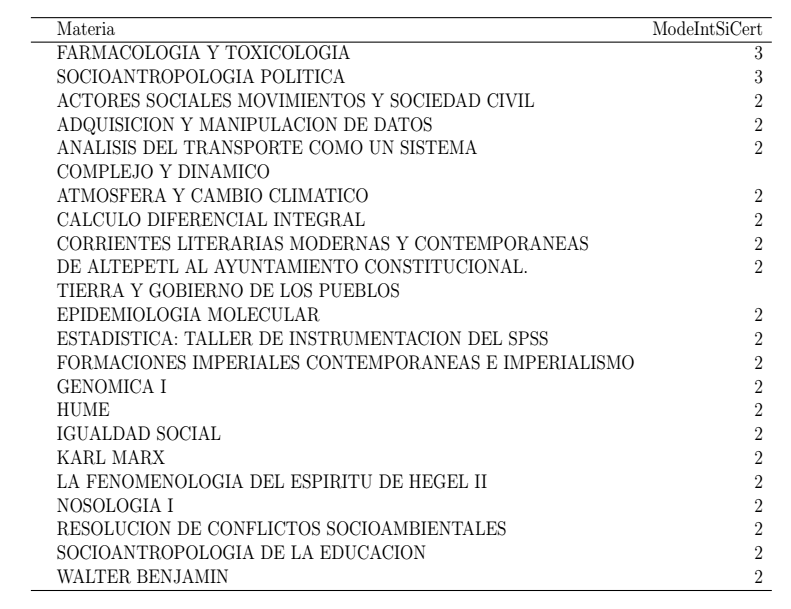 Materia ModeIntSiCert
FARMACOLOGIA Y TOXICOLOGIA 3
SOCIOANTROPOLOGIA POLITICA 3
ACTORES SOCIALES MOVIMIENTOS Y SOCIEDAD CIVIL 2
ADQUISICION Y MANIPULACION DE DATOS 2
ANALISIS DEL TRANSPORTE COMO UN SISTEMA 2
COMPLEJO Y DINAMICO
ATMOSFERA Y CAMBIO CLIMATICO 2
CALCULO DIFERENCIAL INTEGRAL 2
CORRIENTES LITERARIAS MODERNAS Y CONTEMPORANEAS 2
DE ALTEPETL AL AYUNTAMIENTO CONSTITUCIONAL. 2
TIERRA Y GOBIERNO DE LOS PUEBLOS
EPIDEMIOLOGIA MOLECULAR 2
ESTADISTICA: TALLER DE INSTRUMENTACION DEL SPSS 2
FORMACIONES IMPERIALES CONTEMPORANEAS E IMPERIALISMO 2
GENOMICA I 2
HUME 2
IGUALDAD SOCIAL 2
KARL MARX 2
LA FENOMENOLOGIA DEL ESPIRITU DE HEGEL II 2
NOSOLOGIA I 2
RESOLUCION DE CONFLICTOS SOCIOAMBIENTALES 2
SOCIOANTROPOLOGIA DE LA EDUCACION 2
WALTER BENJAMIN 2